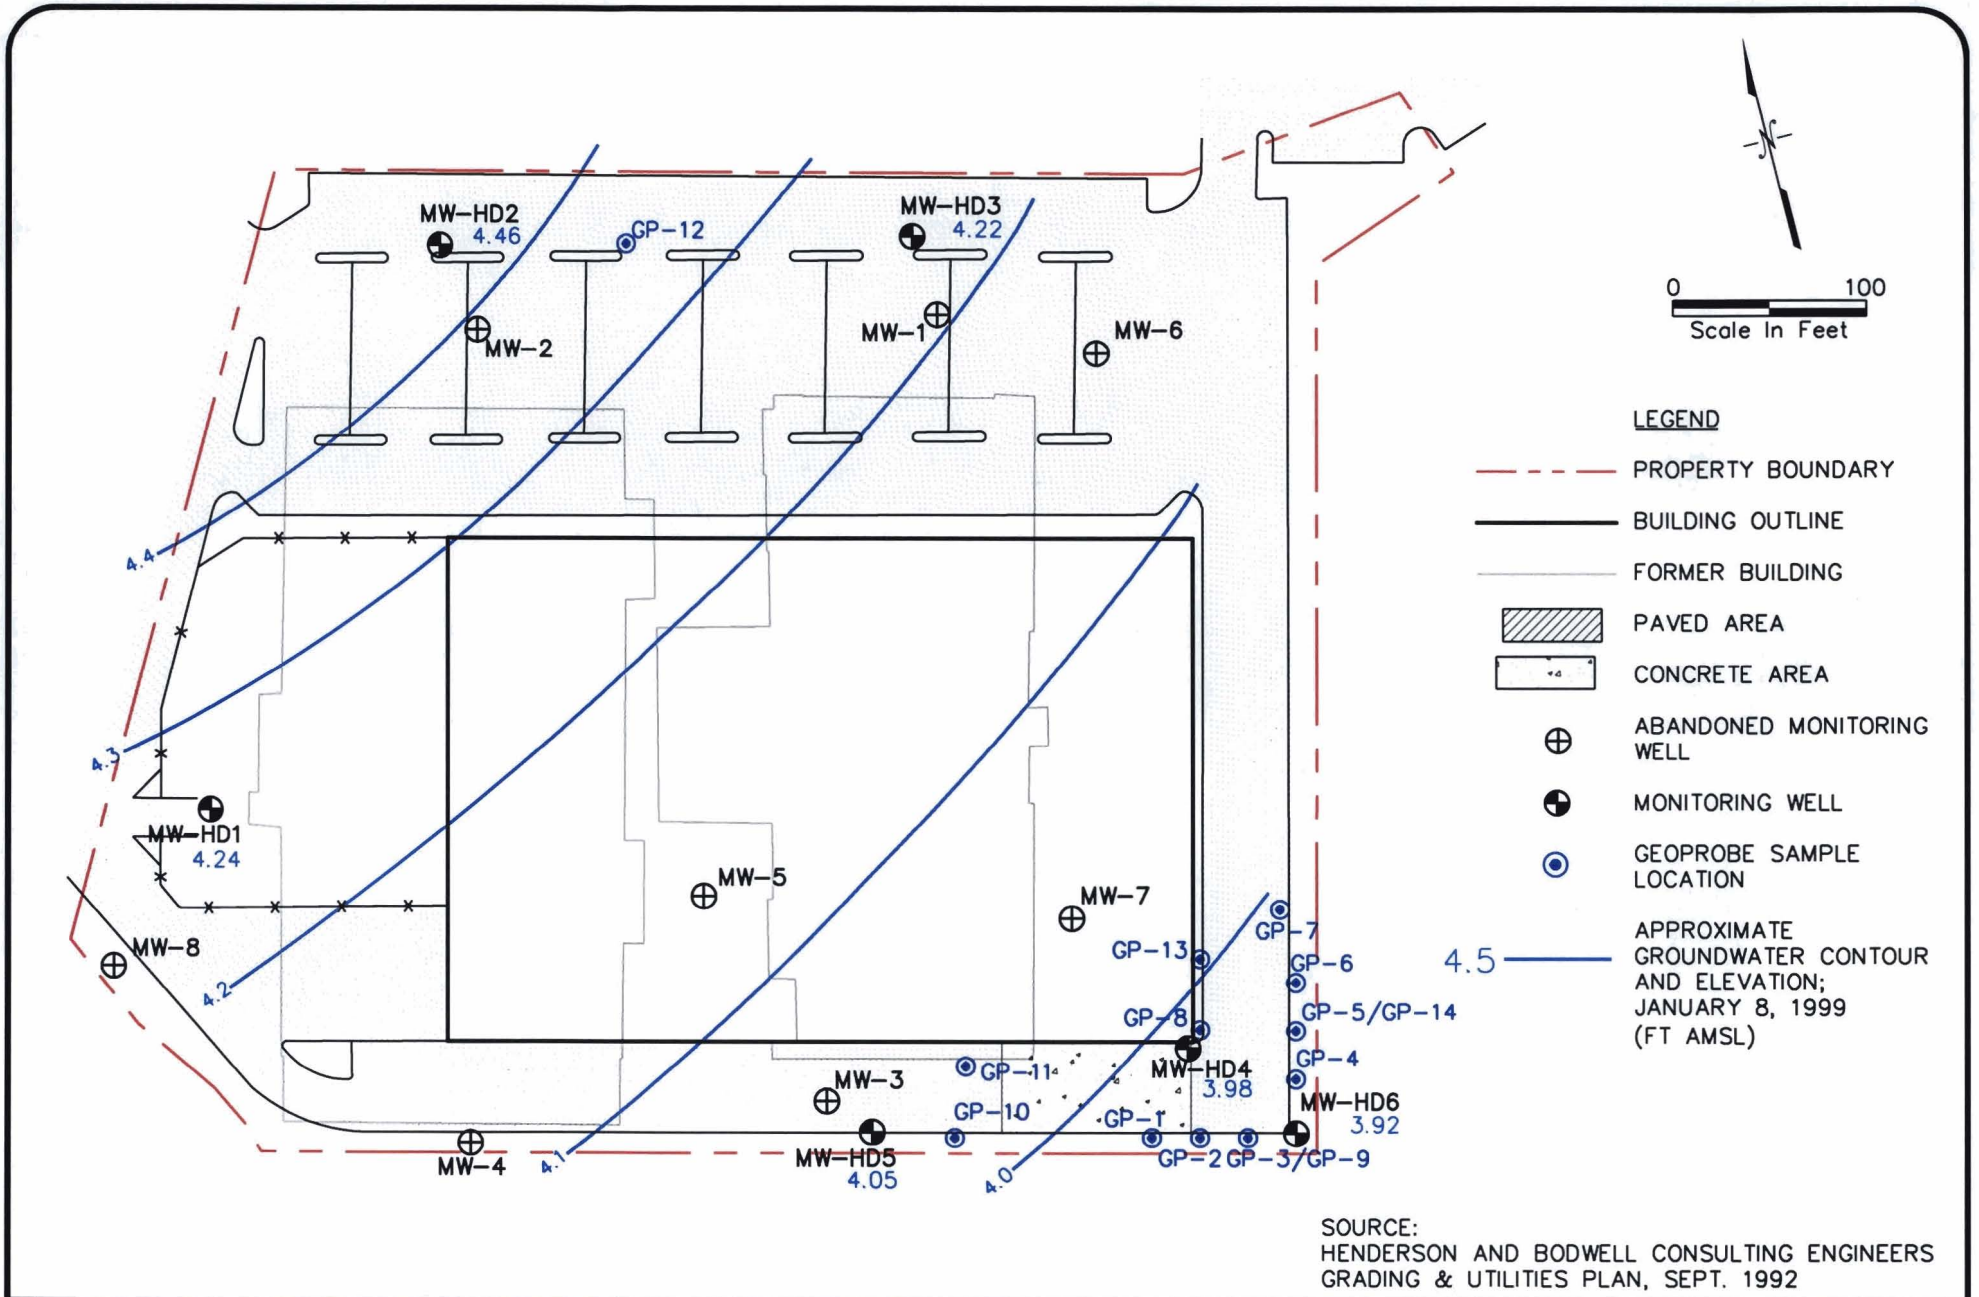 MW-HD2
4.46
GP-12
MW-HD3
4.22
MW-2
MW-1
MW-6
4.4
4.3
MW-HD1
4.24
MW-8
4.2
MW-5
MW-7
GP-13
GP-7
GP-6
GP-5/GP-14
GP-8
GP-4
MW-HD4
3.98
GP-11
MW-3
GP-10
GP-1
MW-HD6
3.92
MW-4
4.1
MW-HD5
4.05
4.0
GP-2 GP-3/GP-9
N
0 100
Scale In Feet
LEGEND
PROPERTY BOUNDARY
BUILDING OUTLINE
FORMER BUILDING
PAVED AREA
CONCRETE AREA
ABANDONED MONITORING
WELL
MONITORING WELL
GEOPROBE SAMPLE
LOCATION
4.5
APPROXIMATE
GROUNDWATER CONTOUR
AND ELEVATION;
JANUARY 8, 1999
(FT AMSL)
SOURCE:
HENDERSON AND BODWELL CONSULTING ENGINEERS
GRADING & UTILITIES PLAN, SEPT. 1992